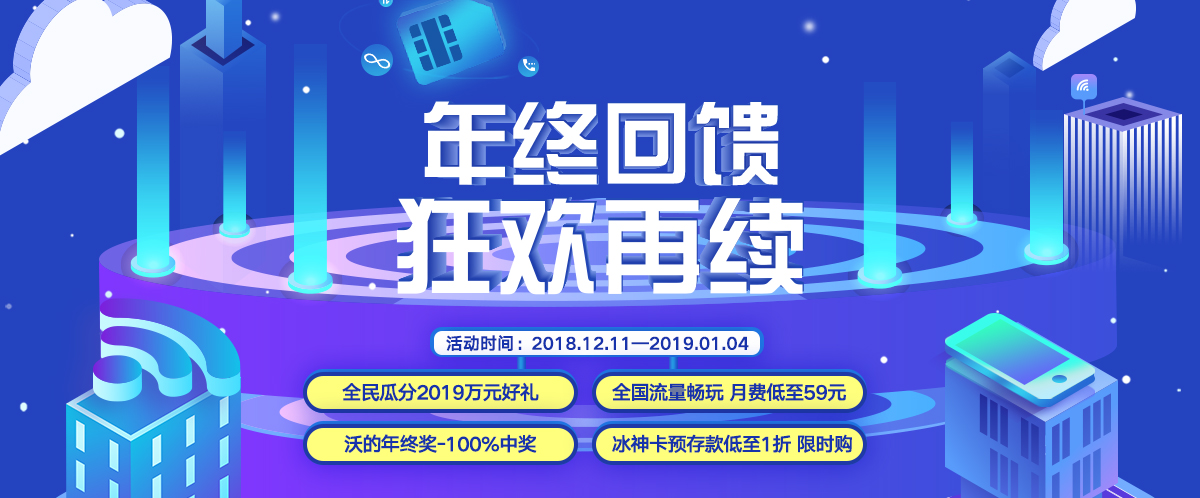 年终回馈
狂欢再续
活动时间：2018.12.11—2019.01.04
全民瓜分2019万元好礼
全国流量畅玩 月费低至59元
沃的年终奖-100%中奖
冰神卡预存款低至1折 限时购